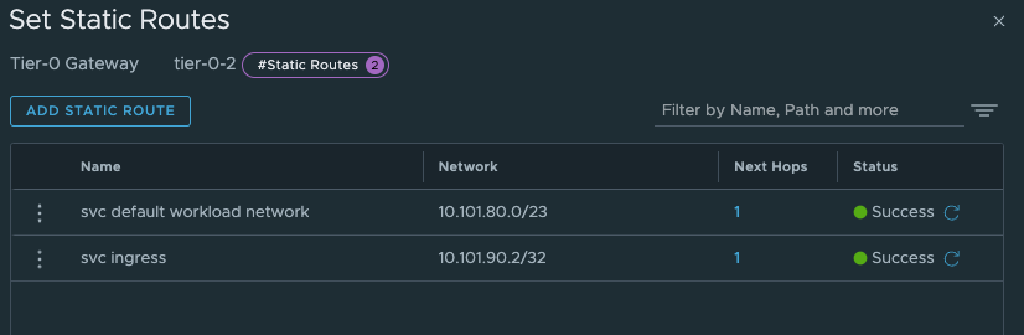 Set Static Routes
Tier-0 Gateway tier-0-2 #Static Routes 2
ADD STATIC ROUTE Filter by Name, Path and more
Name Network Next Hops Status
svc default workload network 10.101.80.0/23 1 Success
svc ingress 10.101.90.2/32 1 Success